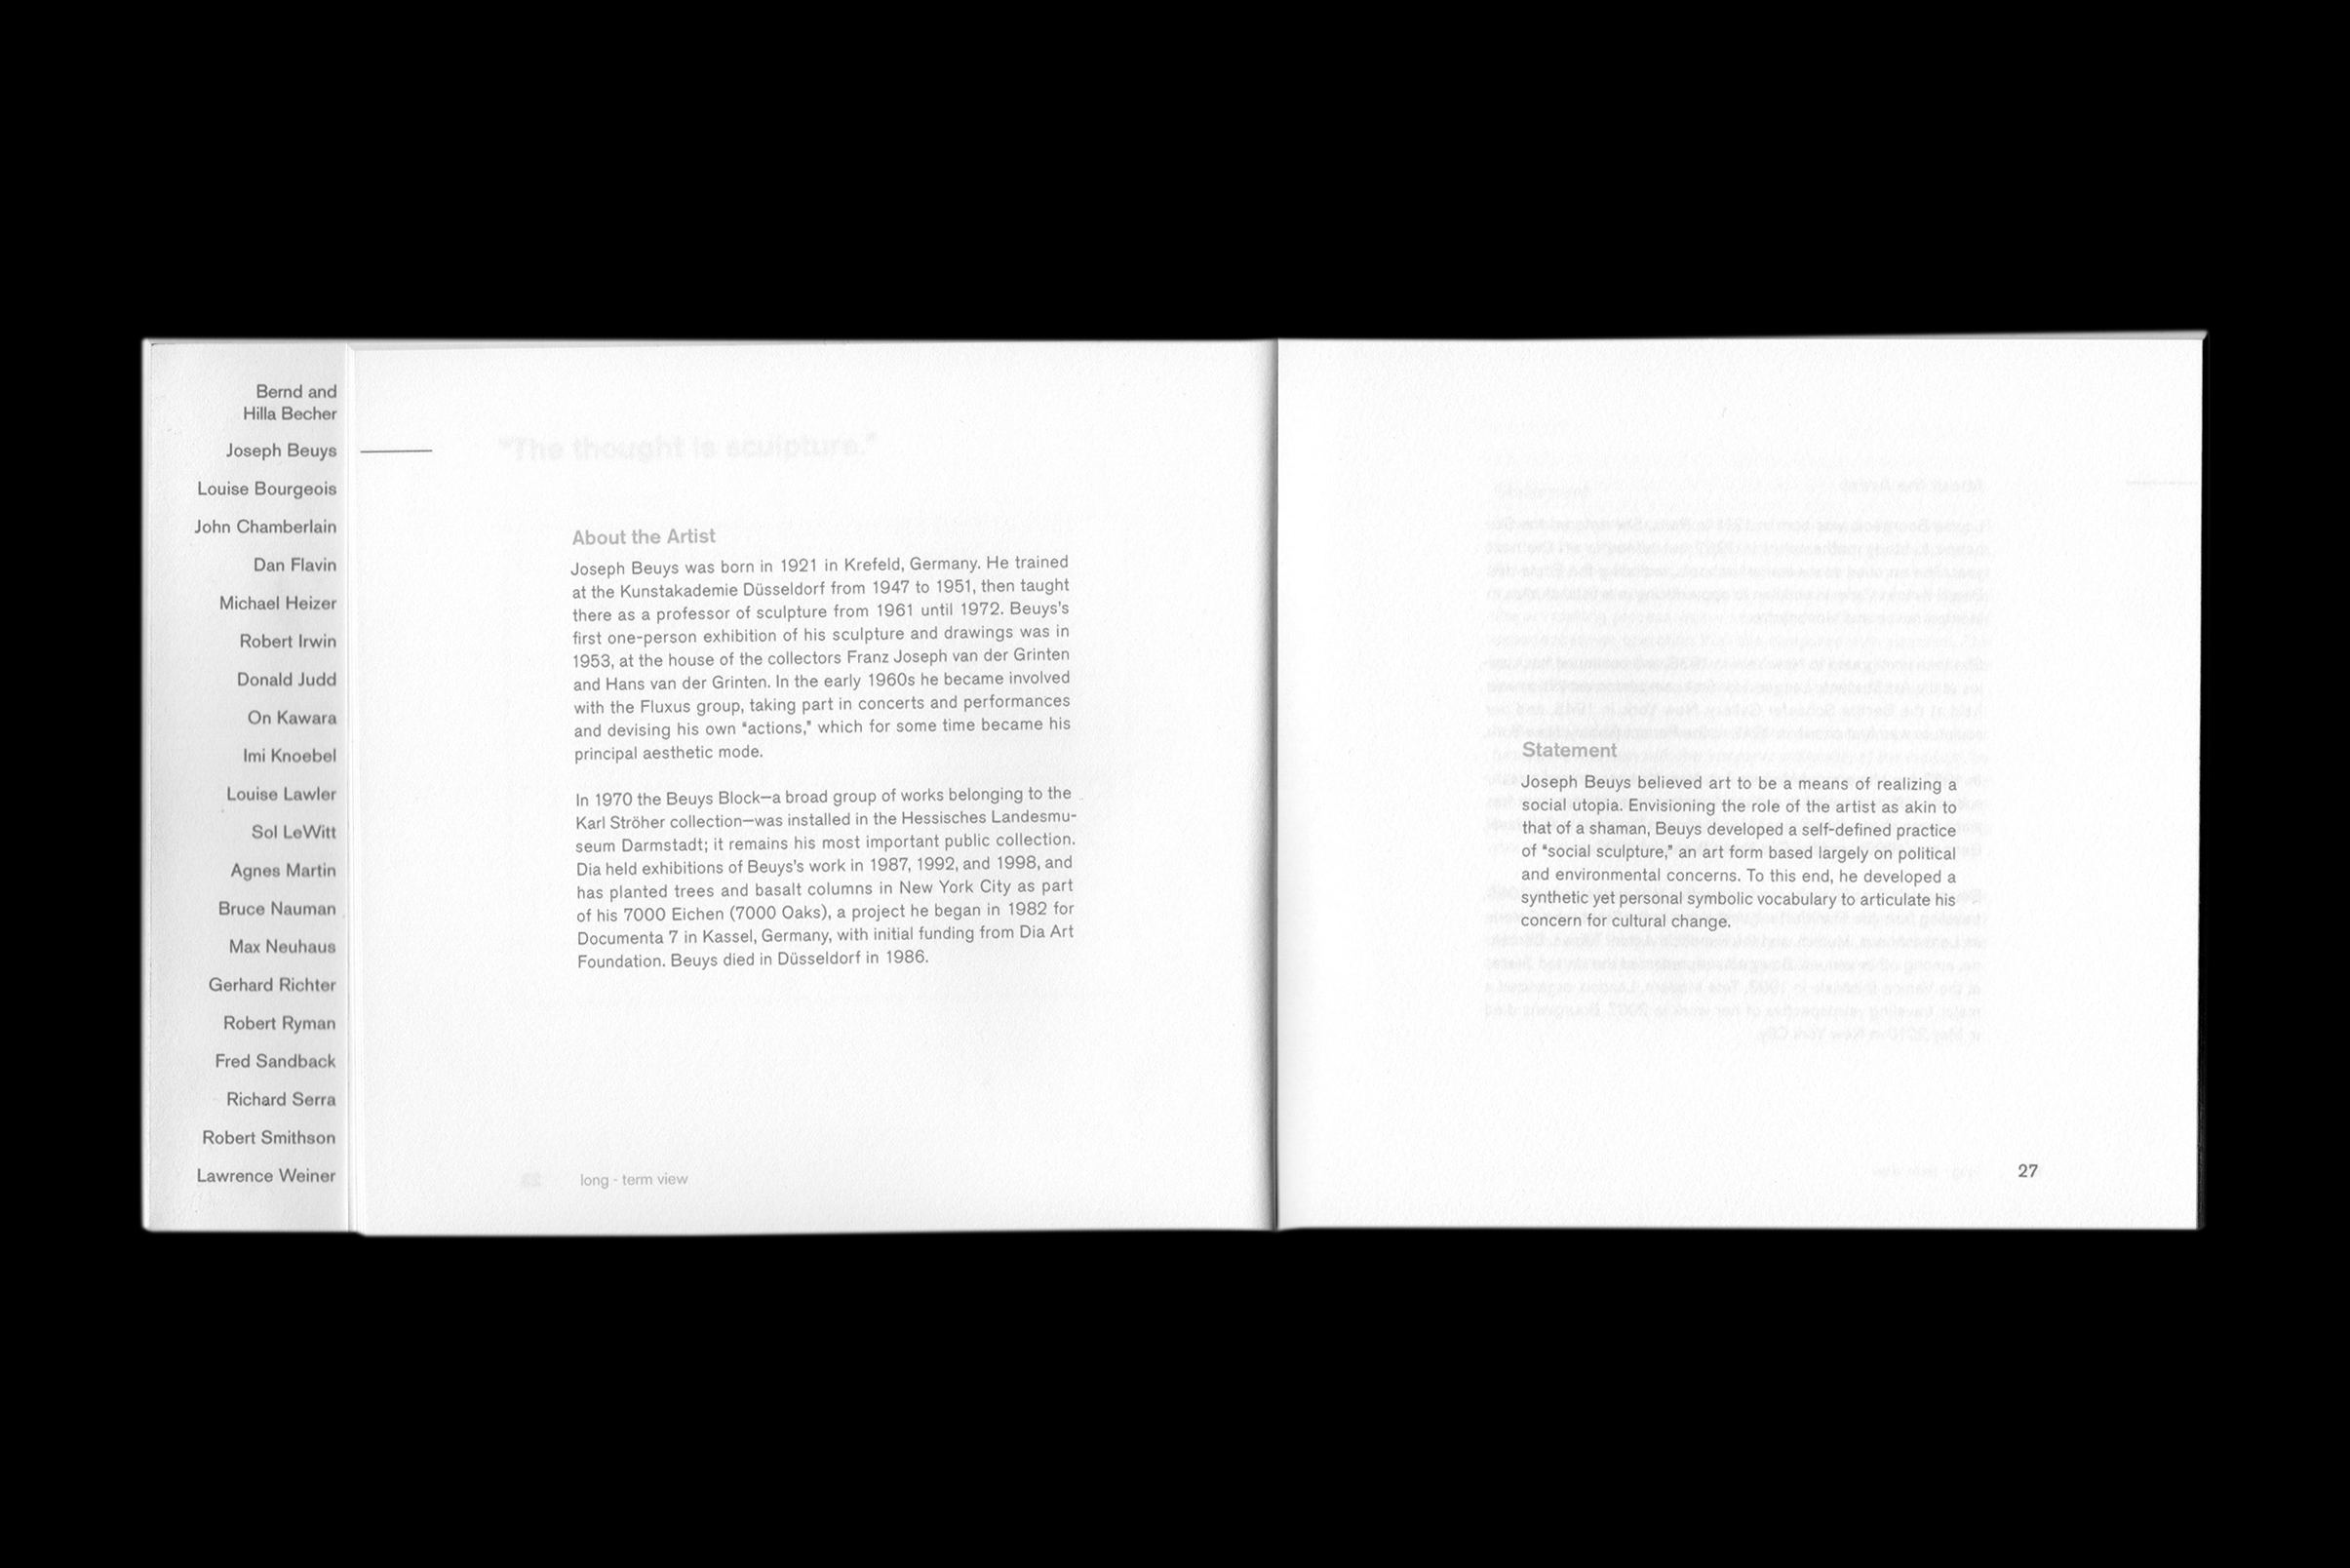 Bernd and
Hilla Becher
Joseph Beuys
Louise Bourgeois
John Chamberlain
Dan Flavin
Michael Heizer
Robert Irwin
Donald Judd
On Kawara
Imi Knoebel
Louise Lawler
Sol LeWitt
Agnes Martin
Bruce Nauman
Max Neuhaus
Gerhard Richter
Robert Ryman
Fred Sandback
Richard Serra
Robert Smithson
Lawrence Weiner
"The thought is sculpture."
About the Artist
Joseph Beuys was born in 1921 in Krefeld, Germany. He trained
at the Kunstakademie Düsseldorf from 1947 to 1951, then taught
there as a professor of sculpture from 1961 until 1972. Beuys's
first one-person exhibition of his sculpture and drawings was in
1953, at the house of the collectors Franz Joseph van der Grinten
and Hans van der Grinten. In the early 1960s he became involved
with the Fluxus group, taking part in concerts and performances
and devising his own "actions," which for some time became his
principal aesthetic mode.
In 1970 the Beuys Block—a broad group of works belonging to the
Karl Ströher collection—was installed in the Hessisches Landesmu-
seum Darmstadt; it remains his most important public collection.
Dia held exhibitions of Beuys's work in 1987, 1992, and 1998, and
has planted trees and basalt columns in New York City as part
of his 7000 Eichen (7000 Oaks), a project he began in 1982 for
Documenta 7 in Kassel, Germany, with initial funding from Dia Art
Foundation. Beuys died in Düsseldorf in 1986.
long - term view
Statement
Joseph Beuys believed art to be a means of realizing a
social utopia. Envisioning the role of the artist as akin to
that of a shaman, Beuys developed a self-defined practice
of "social sculpture," an art form based largely on political
and environmental concerns. To this end, he developed a
synthetic yet personal symbolic vocabulary to articulate his
concern for cultural change.
27